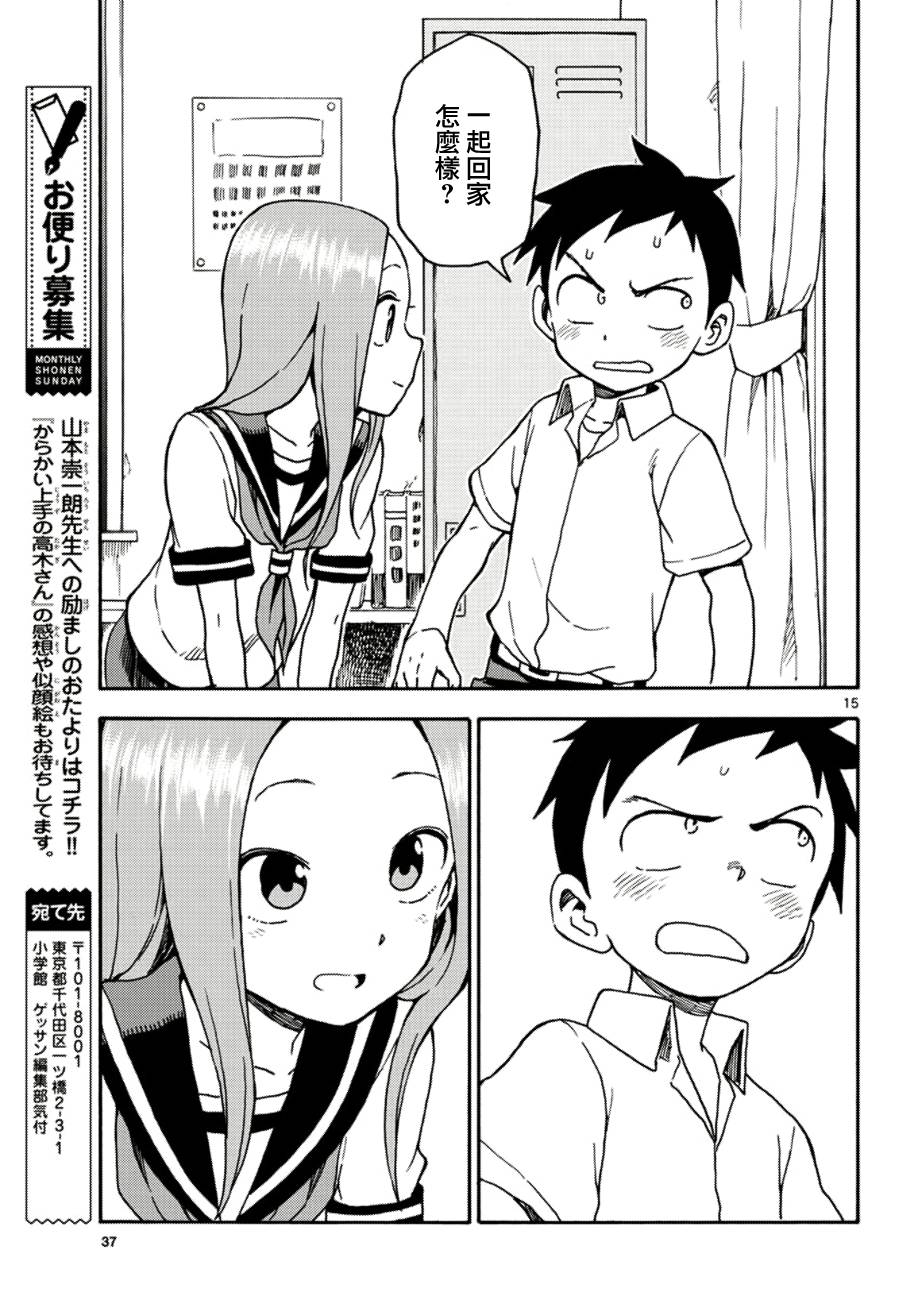 一起回家
怎麼樣?
15
お便り募集
MONTHLY
SHONEN
SUNDAY
山本崇一朗先生への励ましのおたよりはコチラ!!
『からかい上手の高木さん』の感想や似顔絵もお待ちしてます。
宛て先
〒101-8001
東京都千代田区一ツ橋2-3-1
小学館 ゲッサン編集部気付
37